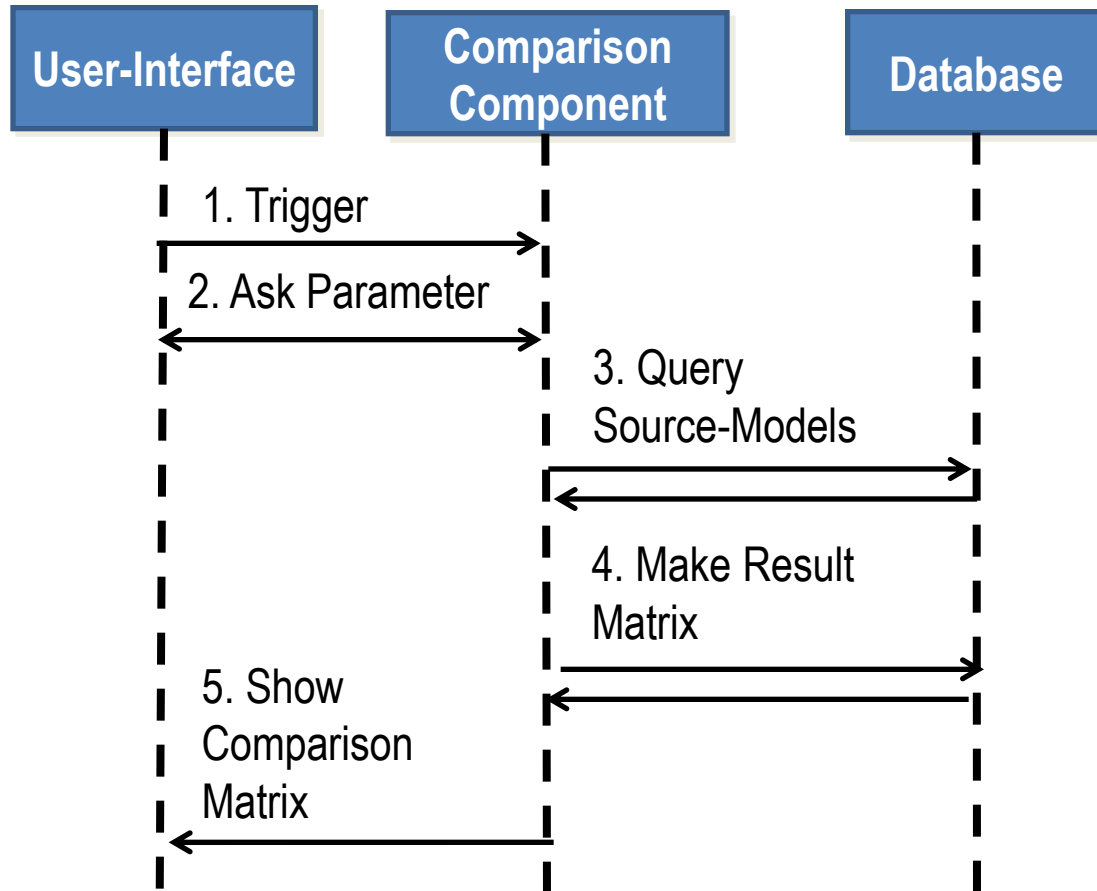 User-Interface
Comparison
Component
Database
1. Trigger
2. Ask Parameter
3. Query
Source-Models
4. Make Result
Matrix
5. Show
Comparison
Matrix